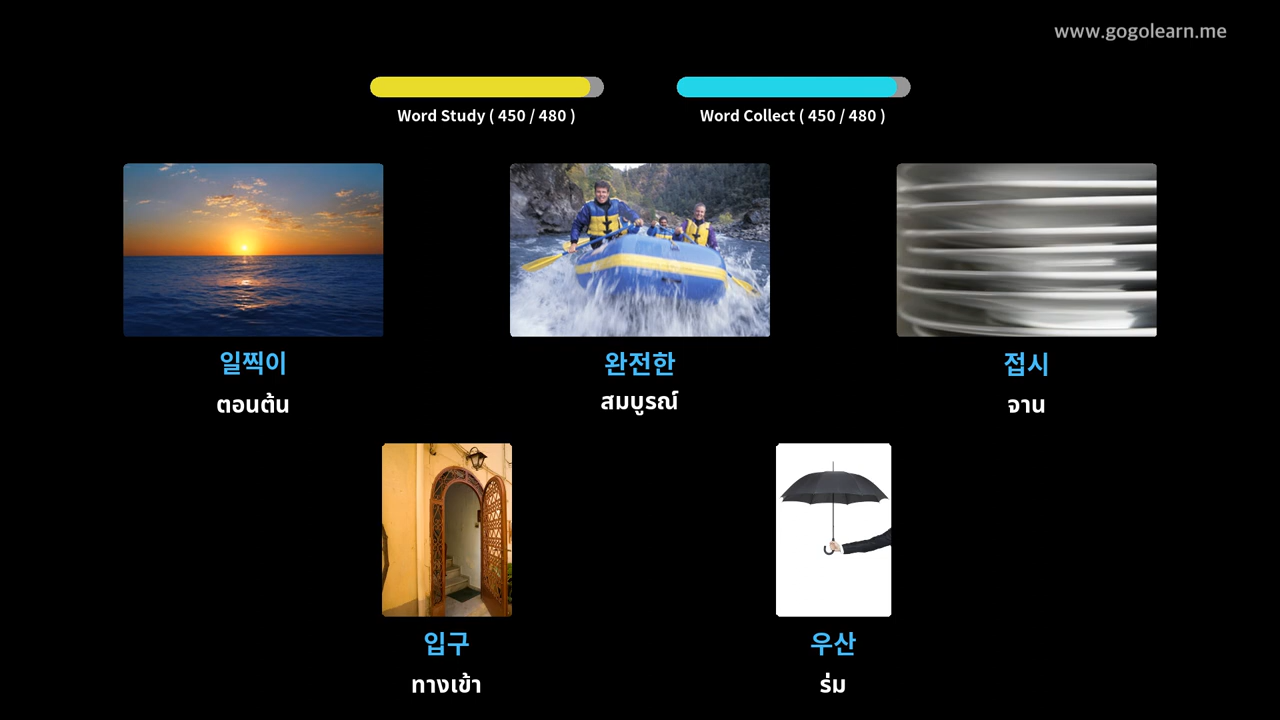 www.gogolearn.me
Word Study ( 450 / 480 )
Word Collect ( 450 / 480 )
일찍이
ตอนต้น
완전한
สมบูรณ์
접시
จาน
입구
ทางเข้า
우산
ร่ม